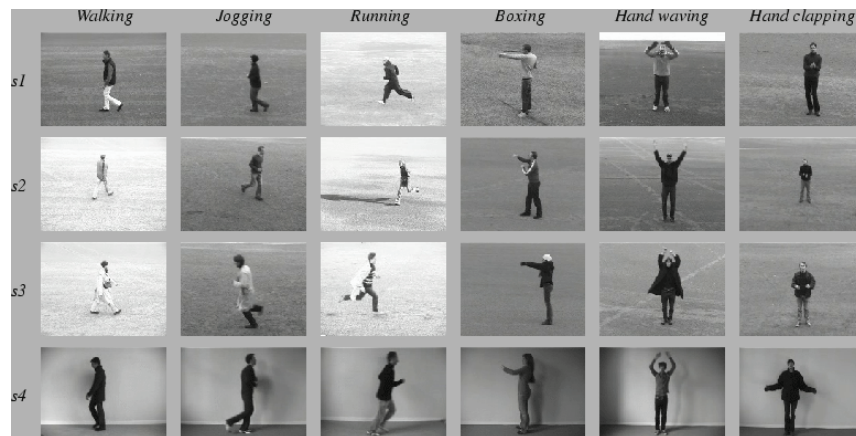 Walking Jogging Running Boxing Hand waving Hand clapping
s1
s2
s3
s4